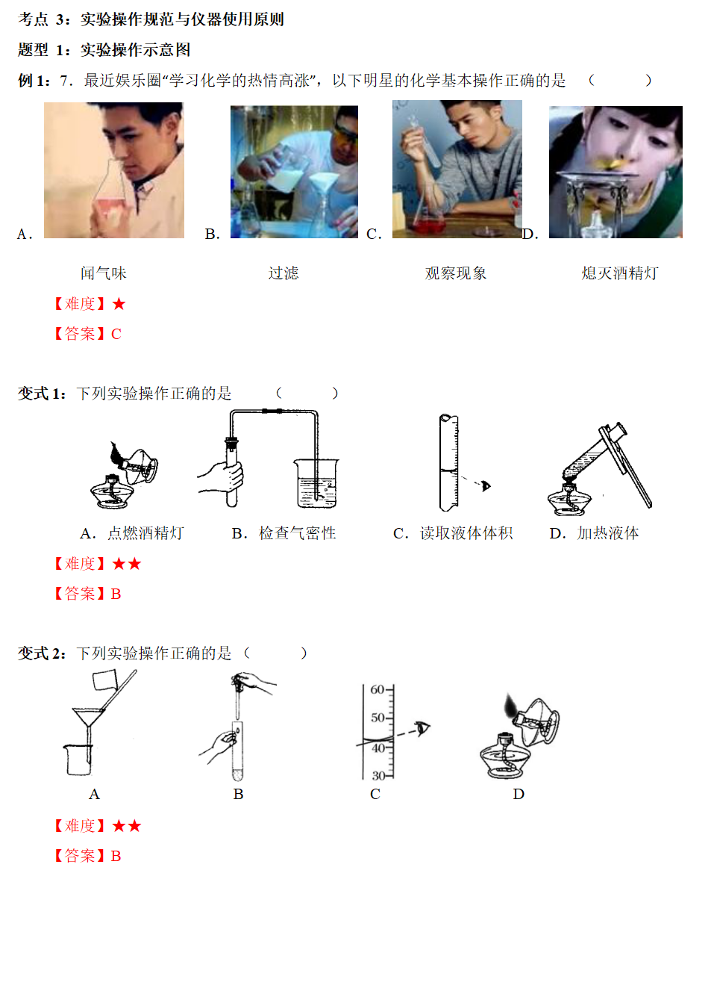 考点 3：实验操作规范与仪器使用原则
题型 1：实验操作示意图
例 1：7．最近娱乐圈“学习化学的热情高涨”，以下明星的化学基本操作正确的是 （ ）
A． B． C． D．
闻气味 过滤 观察现象 熄灭酒精灯
【难度】★
【答案】C
变式 1：下列实验操作正确的是 （ ）
A．点燃酒精灯 B．检查气密性 C．读取液体体积 D．加热液体
【难度】★★
【答案】B
变式 2：下列实验操作正确的是（ ）
60
50
40
30
A B C D
【难度】★★
【答案】B